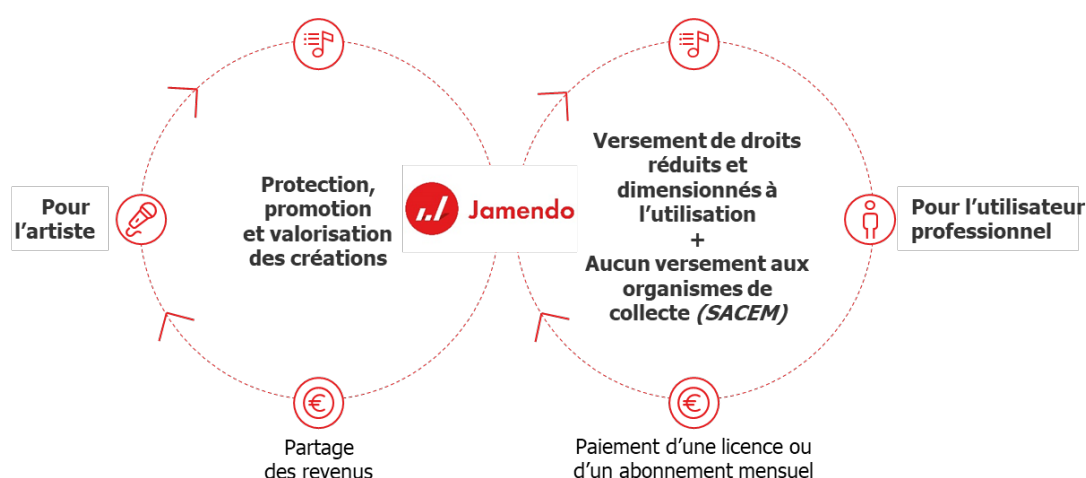 Pour
l'artiste
Protection,
promotion
et valorisation
des créations
Jamendo
Versement de droits
réduits et
dimensionnés à
l'utilisation
+
Aucun versement aux
organismes de
collecte (SACEM)
Pour l'utilisateur
professionnel
€
Partage
des revenus
€
Paiement d'une licence ou
d'un abonnement mensuel